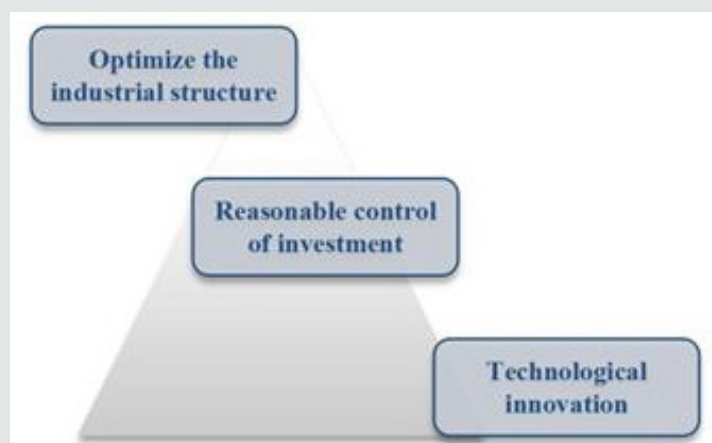 Optimize the
industrial structure
Reasonable control
of investment
Technological
innovation